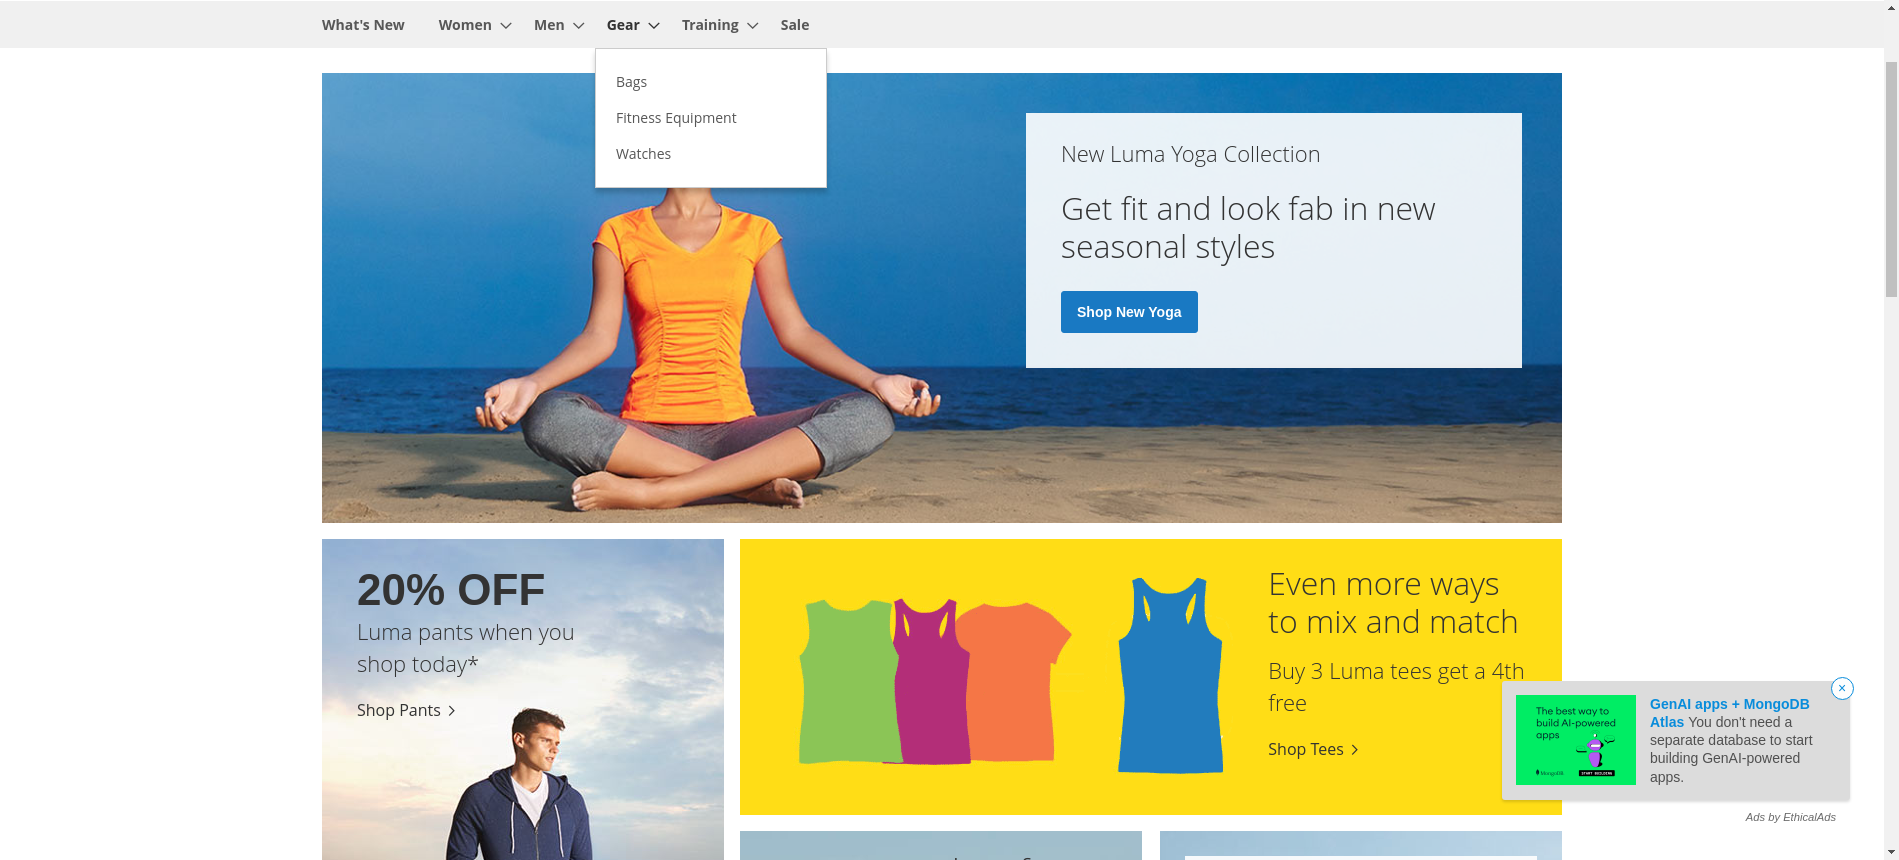 What's New Women Men Gear Training Sale
Bags
Fitness Equipment
Watches
New Luma Yoga Collection
Get fit and look fab in new
seasonal styles
Shop New Yoga
20% OFF
Luma pants when you
shop today*
Shop Pants
Even more ways
to mix and match
Buy 3 Luma tees get a 4th
free
Shop Tees
The best way to
build AI-powered
apps
MongoDB
START BUILDING
GenAI apps + MongoDB
Atlas You don't need a
separate database to start
building GenAI-powered
apps.
Ads by EthicalAds